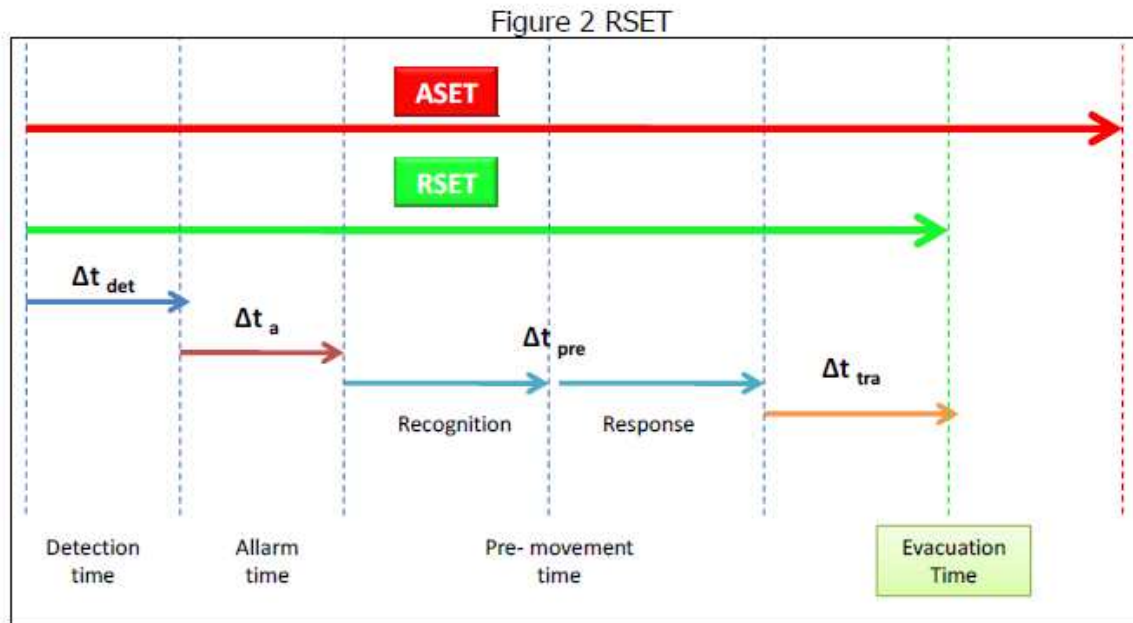 Figure 2 RSET
ASET
RSET
Δt det
Δt a
Δt pre
Δt tra
Recognition
Response
Detection
time
Allarm
time
Pre- movement
time
Evacuation
Time